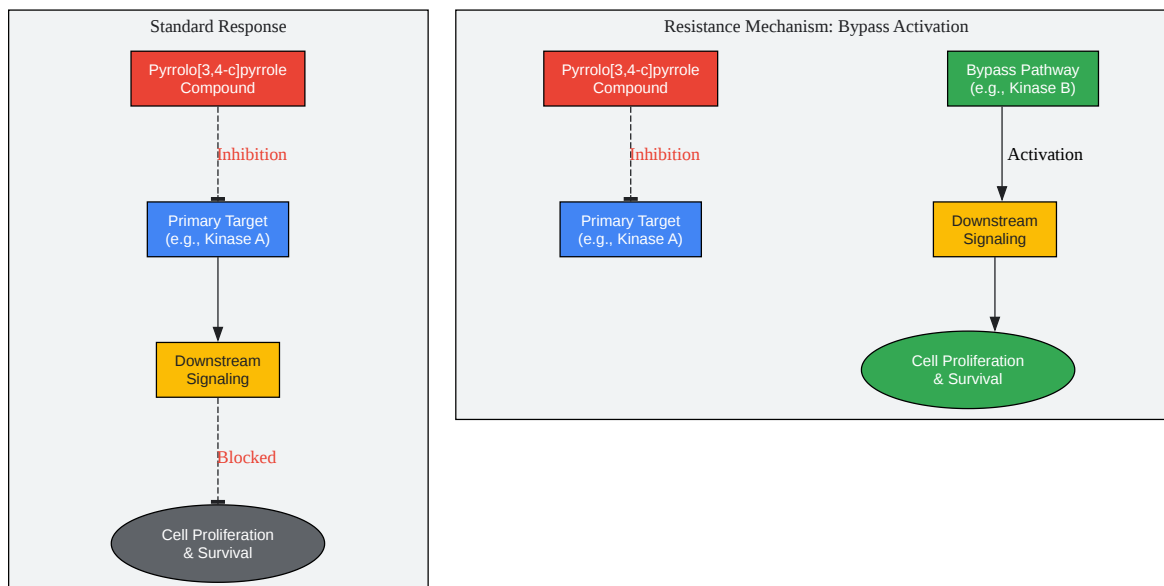 Standard Response
Pyrrolo[3,4-c]pyrrole
Compound
Inhibition
Primary Target
(e.g., Kinase A)
Downstream
Signaling
Blocked
Cell Proliferation
& Survival
Resistance Mechanism: Bypass Activation
Pyrrolo[3,4-c]pyrrole
Compound
Inhibition
Primary Target
(e.g., Kinase A)
Bypass Pathway
(e.g., Kinase B)
Activation
Downstream
Signaling
Cell Proliferation
& Survival